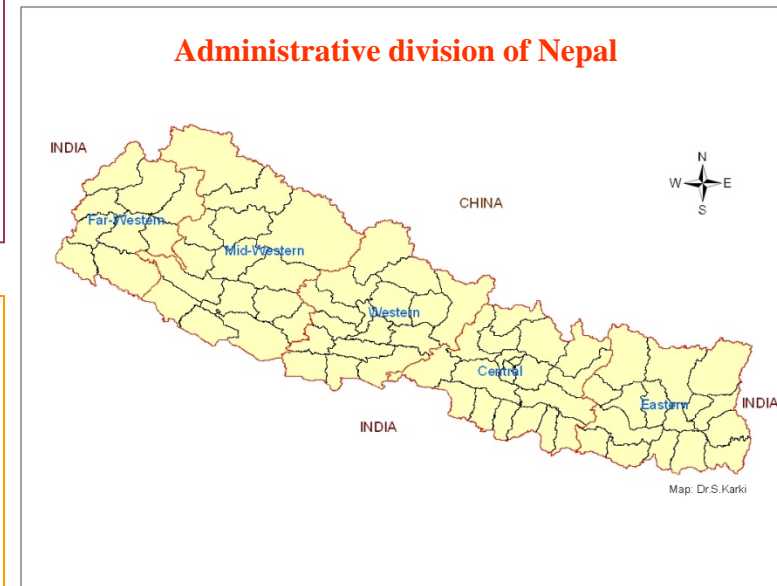 Administrative division of Nepal
INDIA
N
W E
S
CHINA
Far-Western
Mid-Western
Western
Central
Eastern
INDIA
INDIA
Map: Dr.S.Karki